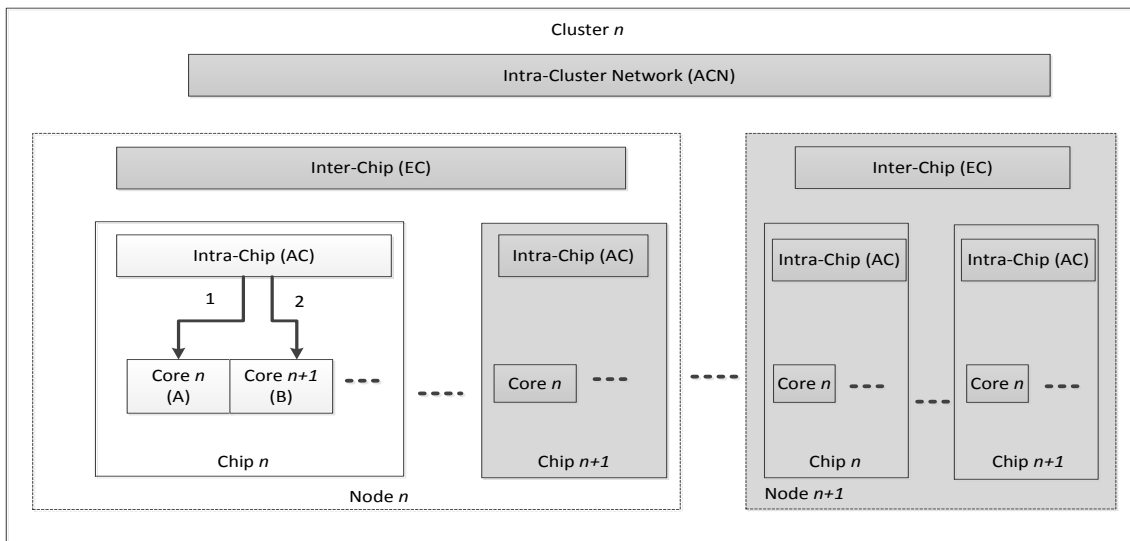 Cluster n
Intra-Cluster Network (ACN)
Inter-Chip (EC)
Inter-Chip (EC)
Intra-Chip (AC)
Intra-Chip (AC)
Intra-Chip (AC)
Intra-Chip (AC)
1
2
Core n
(A)
Core n+1
(B)
Core n
Core n
Core n
Chip n
Chip n+1
Chip n
Chip n+1
Node n
Node n+1